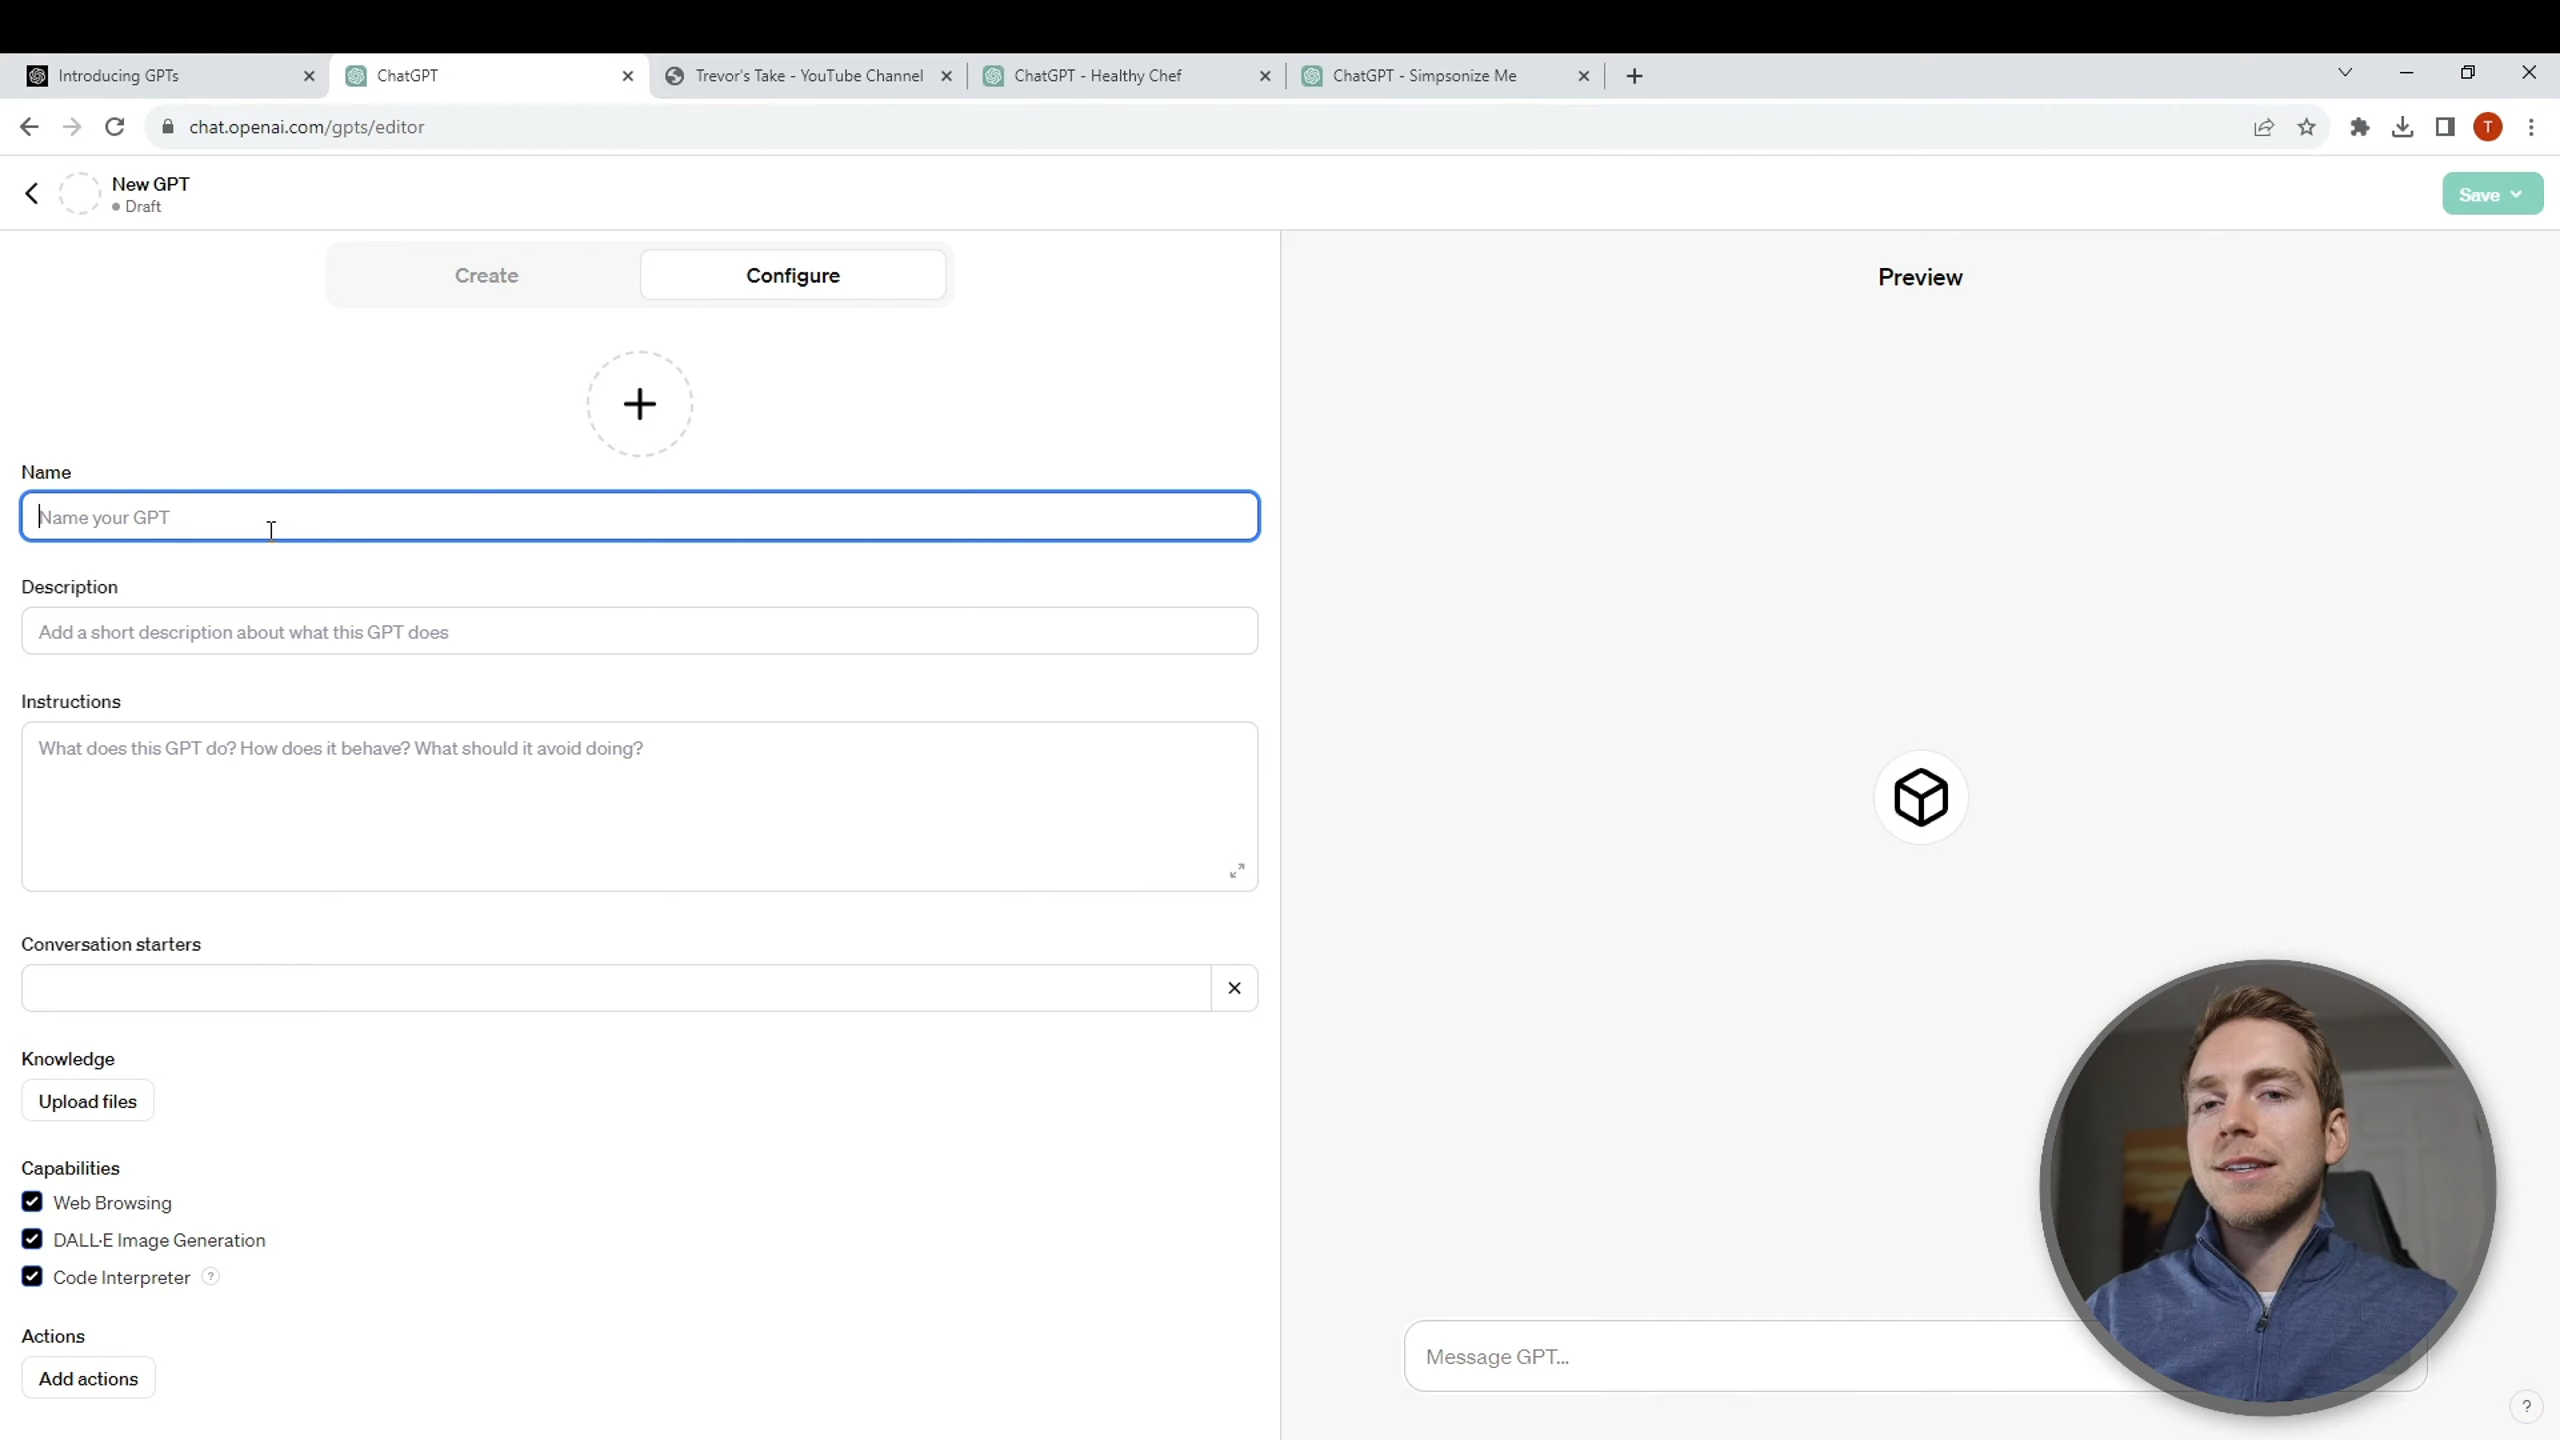 Introducing GPTs
ChatGPT
Trevor's Take - YouTube Channel
ChatGPT - Healthy Chef
ChatGPT - Simpsonize Me
chat.openai.com/gpts/editor
T
New GPT
Draft
Save
Create
Configure
Preview
Name
Name your GPT
Description
Add a short description about what this GPT does
Instructions
What does this GPT do? How does it behave? What should it avoid doing?
Conversation starters
Knowledge
Upload files
Capabilities
Web Browsing
DALL·E Image Generation
Code Interpreter ?
Actions
Add actions
Message GPT...
?